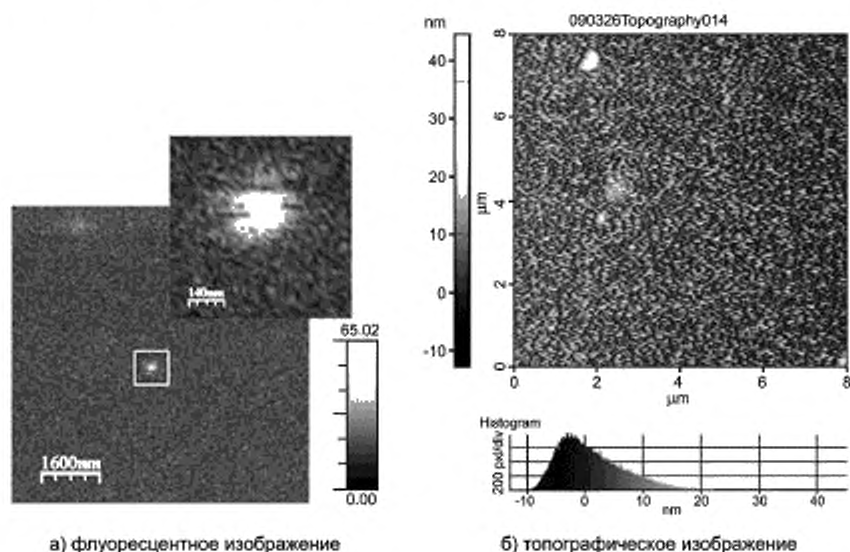 140nm
65.02
1600nm
0.00
а) флуоресцентное изображение
090326Topography014
nm
40
30
20
10
0
-10
8
6
4
2
0
µm
0 2 4 6 8
µm
Histogram
200 pxl/div
-10 0 10 20 30 40
nm
б) топографическое изображение